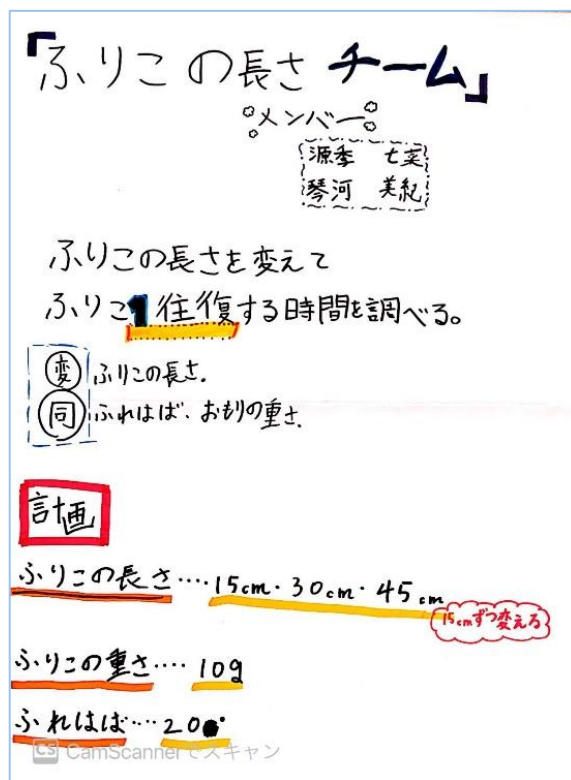 「ふりこの長さチーム」
メンバー
源季 七菜
琴河 美紀
ふりこの長さを変えて
ふりこ1往復する時間を調べる。
変 ふりこの長さ.
同 ふれはば、おもりの重さ.
計画
ふりこの長さ‥‥15cm・30cm・45cm
15cmずつ変える
ふりこの重さ‥‥10g
ふれはば‥‥20°
CS CamScannerでスキャン